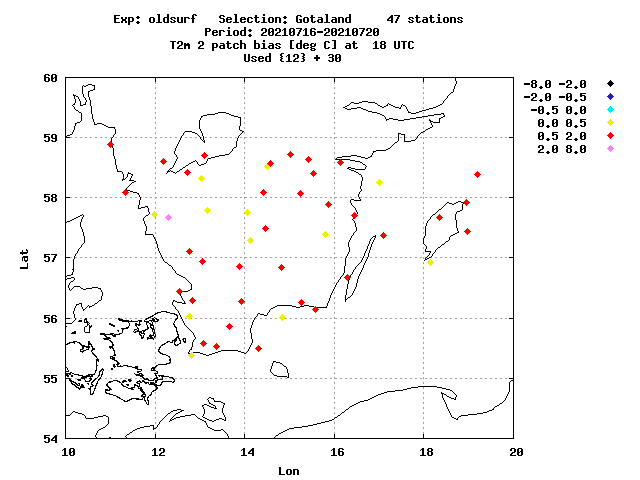 Exp: oldsurf   Selection: Gotaland     47 stations
Period: 20210716-20210720
T2m 2 patch bias [deg C] at  18 UTC
Used {12} + 30
-8.0 -2.0
-2.0 -0.5
-0.5 0.0
0.0 0.5
0.5 2.0
2.0 8.0
60
59
58
57
56
55
54
Lat
10 12 14 16 18 20
Lon